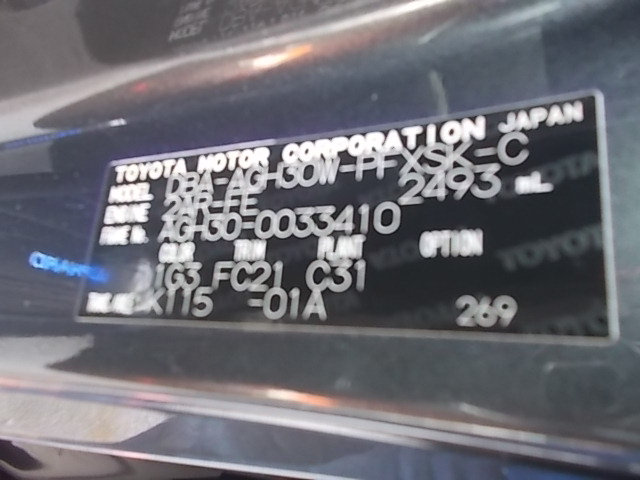 TOYOTA MOTOR CORPORATION JAPAN
MODEL DBA-AGH30W-PFXSK-C
ENGINE 2AR-FE 2493 mL
FRAME No. AGH30-0033410
COLOR TRIM PLANT OPTION
1G3 FC21 C31
K115 -01A 269